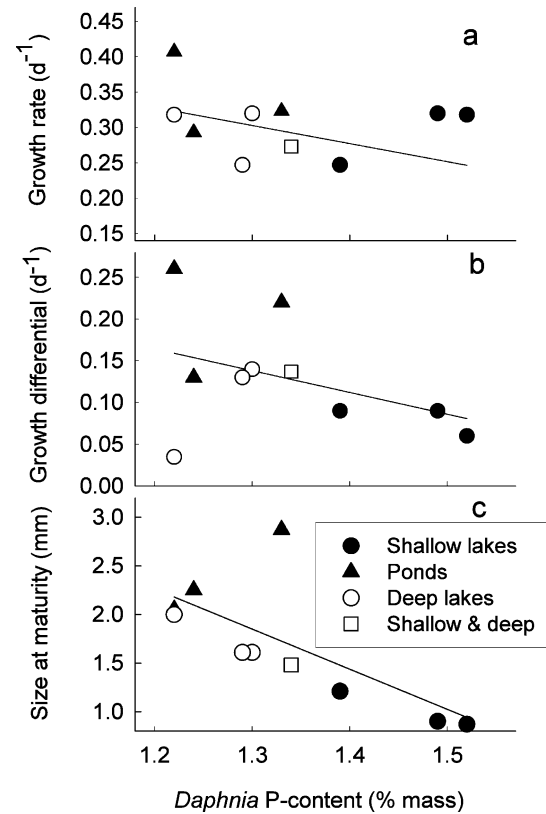 0.45
a
0.40
0.35
0.30
0.25
0.20
0.15
Growth rate (d⁻¹)
b
0.25
0.20
0.15
0.10
0.05
0.00
Growth differential (d⁻¹)
c
3.0
2.5
2.0
1.5
1.0
Size at maturity (mm)
Shallow lakes
Ponds
Deep lakes
Shallow & deep
1.2 1.3 1.4 1.5
Daphnia P-content (% mass)